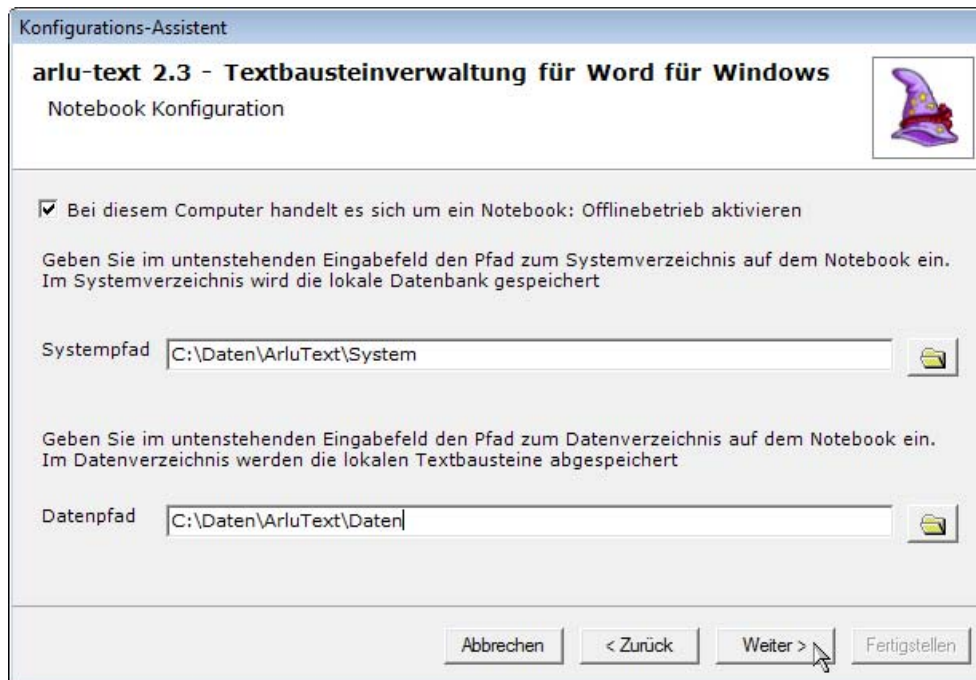 Konfigurations-Assistent
arlu-text 2.3 - Textbausteinverwaltung für Word für Windows
Notebook Konfiguration
Bei diesem Computer handelt es sich um ein Notebook: Offlinebetrieb aktivieren
Geben Sie im untenstehenden Eingabefeld den Pfad zum Systemverzeichnis auf dem Notebook ein.
Im Systemverzeichnis wird die lokale Datenbank gespeichert
Systempfad C:\Daten\ArluText\System
Geben Sie im untenstehenden Eingabefeld den Pfad zum Datenverzeichnis auf dem Notebook ein.
Im Datenverzeichnis werden die lokalen Textbausteine abgespeichert
Datenpfad C:\Daten\ArluText\Daten
Abbrechen < Zurück Weiter > Fertigstellen